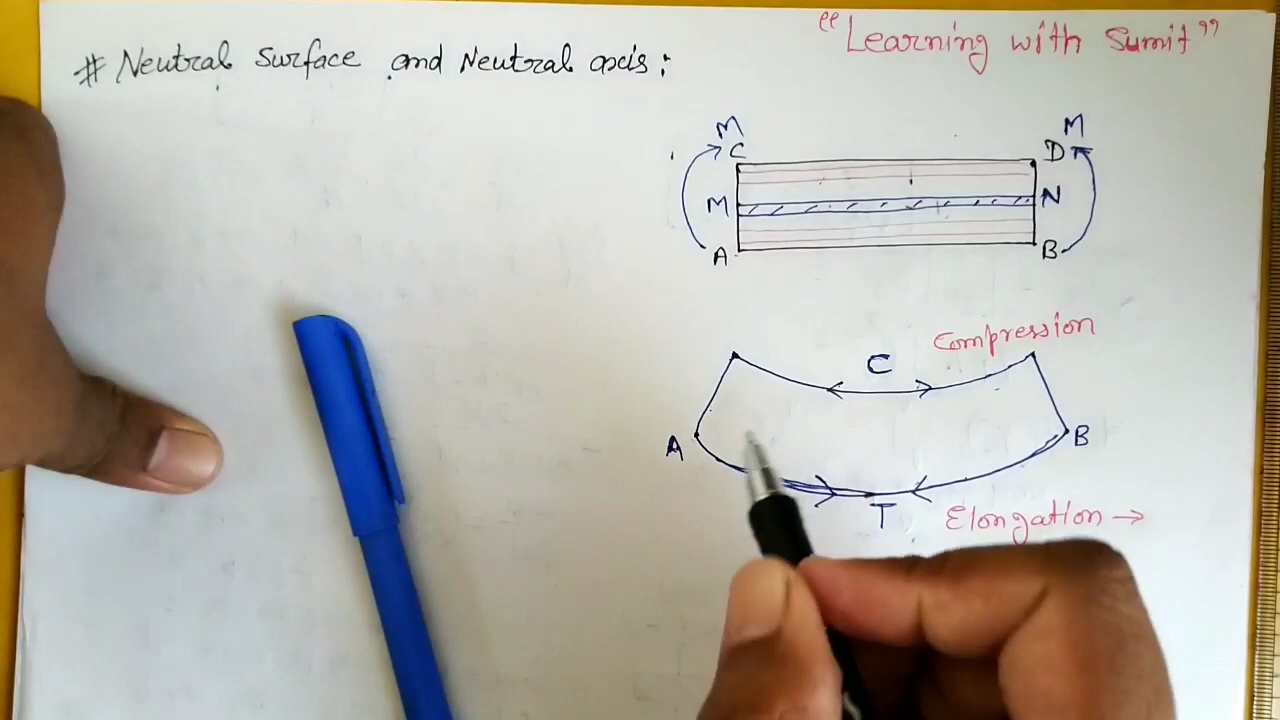 “Learning with Sumit”
# Neutral Surface and Neutral axis:
M M
C D
M N
A B
Compression
C
A B
T Elongation →